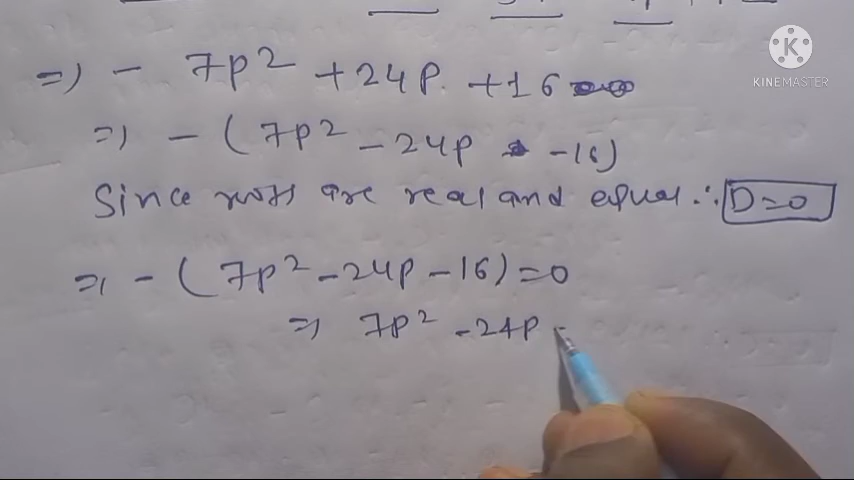 K
KINEMASTER
=) - 7p² + 24p. + 16
=) - (7p² - 24p - 16)
Since roots are real and equal ∴ D=0
=) - (7p² - 24p - 16) = 0
=) 7p² - 24p -